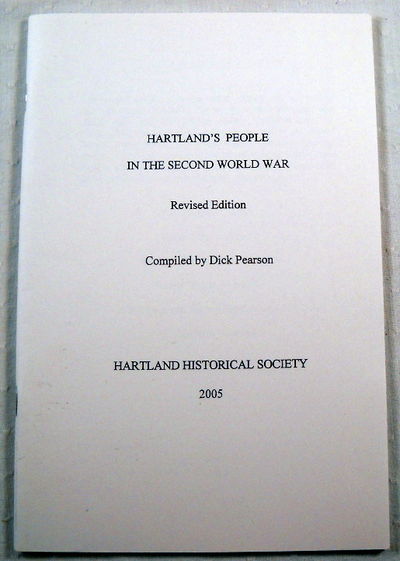 HARTLAND'S PEOPLE
IN THE SECOND WORLD WAR
Revised Edition
Compiled by Dick Pearson
HARTLAND HISTORICAL SOCIETY
2005